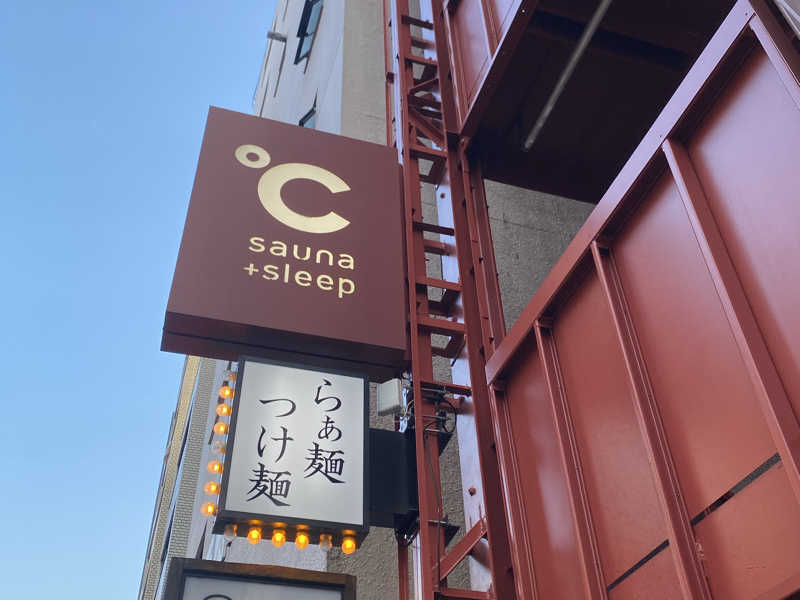 ℃
sauna
+sleep
らぁ麺
つけ麺